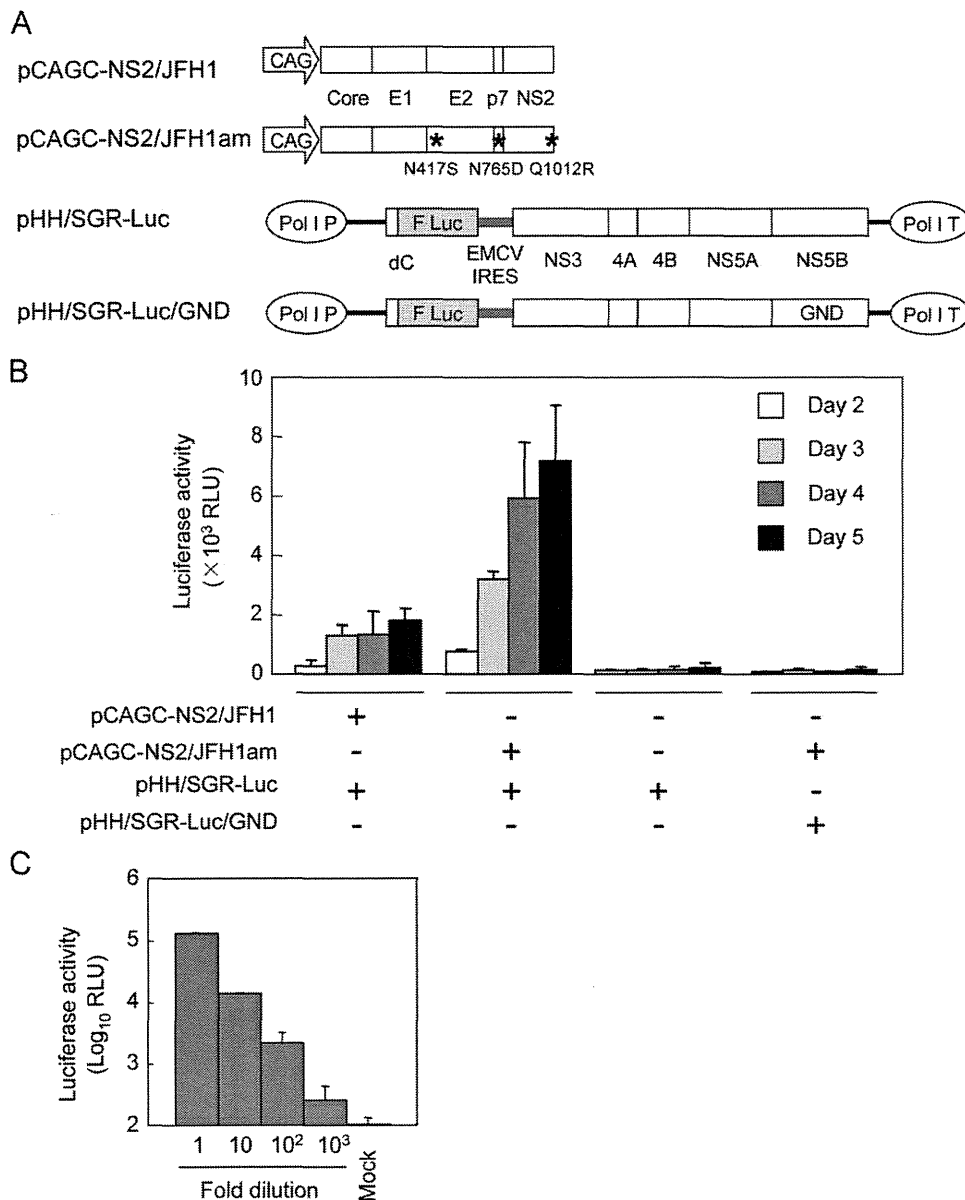 A
pCAGC-NS2/JFH1
CAG
Core E1 E2 p7 NS2
pCAGC-NS2/JFH1am
CAG
* * *
N417S N765D Q1012R
pHH/SGR-Luc
Pol I P F Luc Pol I T
dC EMCV IRES NS3 4A 4B NS5A NS5B
pHH/SGR-Luc/GND
Pol I P F Luc GND Pol I T
B
Luciferase activity
(×10³ RLU)
10
8
6
4
2
0
Day 2
Day 3
Day 4
Day 5
pCAGC-NS2/JFH1 + - - -
pCAGC-NS2/JFH1am - + - +
pHH/SGR-Luc + + + -
pHH/SGR-Luc/GND - - - +
C
Luciferase activity
(Log₁₀ RLU)
6
5
4
3
2
1 10 10² 10³ Mock
Fold dilution